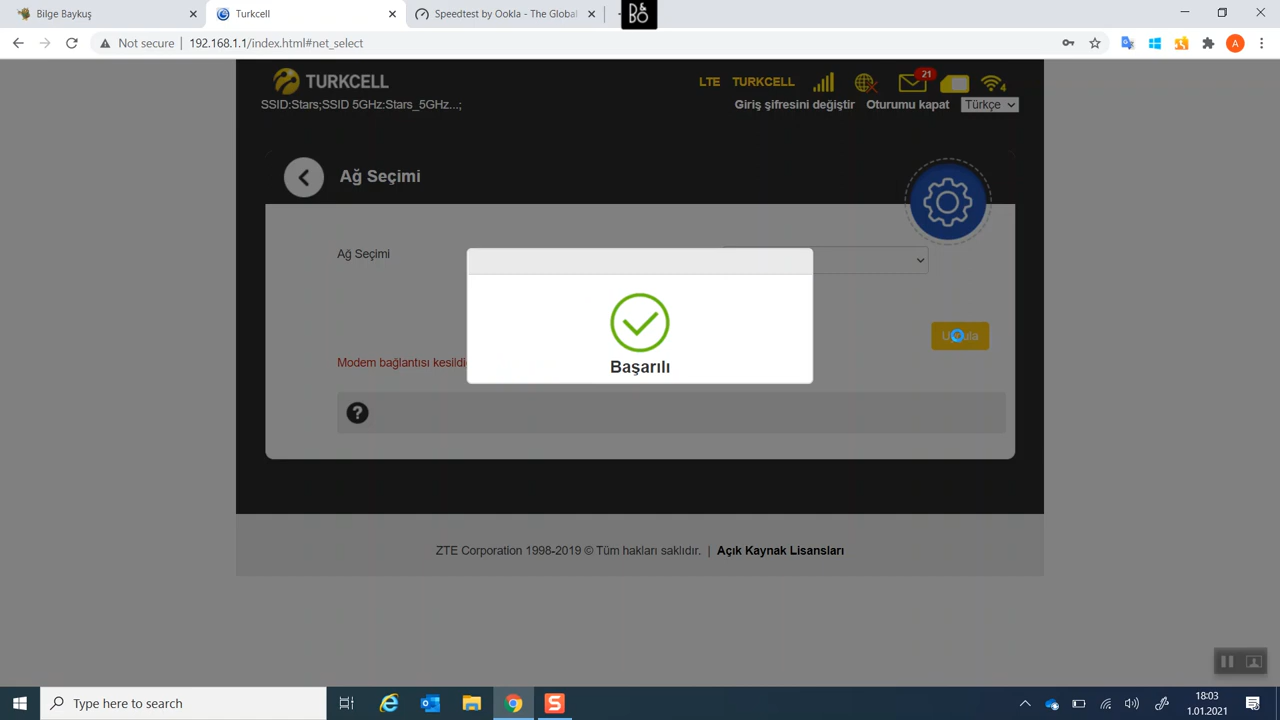 Bilge Baykuş
Turkcell
Speedtest by Ookla - The Global
B&O
Not secure
192.168.1.1/index.html#net_select
A
TURKCELL
LTE TURKCELL
21
4
SSID:Stars;SSID 5GHz:Stars_5GHz...;
Giriş şifresini değiştir Oturumu kapat Türkçe
Ağ Seçimi
Ağ Seçimi
Başarılı
Modem bağlantısı
?
ZTE Corporation 1998-2019 © Tüm hakları saklıdır. | Açık Kaynak Lisansları
Type here to search
S
18:03
1.01.2021